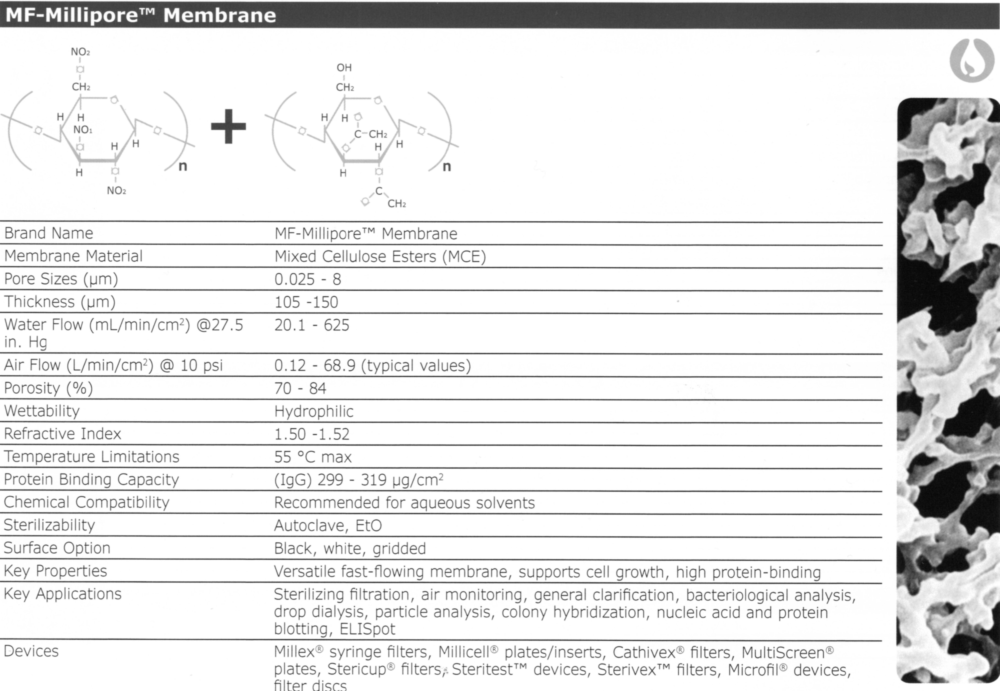 MF-Millipore™ Membrane
NO₂
O
CH₂
O
H
H
NO₁
O
O
O
H
H
H
O
NO₂
n
+
OH
CH₂
O
H
H
O
C-CH₂
O
O
O
H
H
H
O
C
O
CH₂
n
Brand Name MF-Millipore™ Membrane
Membrane Material Mixed Cellulose Esters (MCE)
Pore Sizes (µm) 0.025 - 8
Thickness (µm) 105 -150
Water Flow (mL/min/cm²) @27.5 20.1 - 625
in. Hg
Air Flow (L/min/cm²) @ 10 psi 0.12 - 68.9 (typical values)
Porosity (%) 70 - 84
Wettability Hydrophilic
Refractive Index 1.50 -1.52
Temperature Limitations 55 °C max
Protein Binding Capacity (IgG) 299 - 319 µg/cm²
Chemical Compatibility Recommended for aqueous solvents
Sterilizability Autoclave, EtO
Surface Option Black, white, gridded
Key Properties Versatile fast-flowing membrane, supports cell growth, high protein-binding
Key Applications Sterilizing filtration, air monitoring, general clarification, bacteriological analysis,
drop dialysis, particle analysis, colony hybridization, nucleic acid and protein
blotting, ELISpot
Devices Millex® syringe filters, Millicell® plates/inserts, Cathivex® filters, MultiScreen®
plates, Stericup® filters, Steritest™ devices, Sterivex™ filters, Microfil® devices,
filter discs